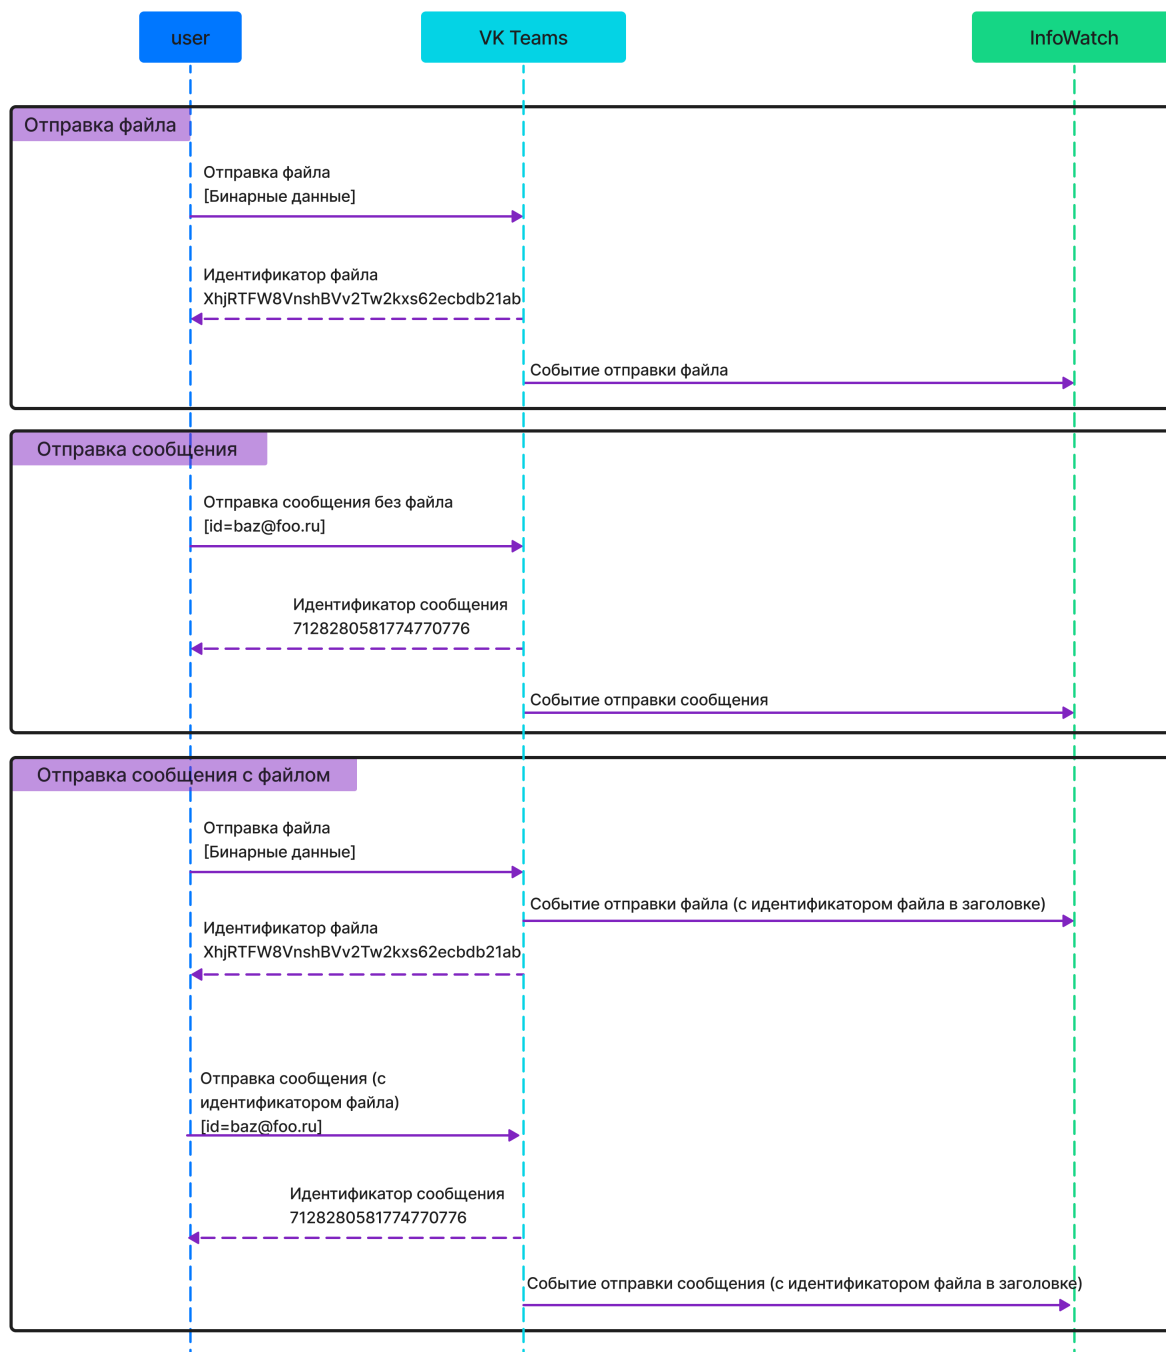 user
VK Teams
InfoWatch
Отправка файла
Отправка файла
[Бинарные данные]
Идентификатор файла
XhjRTFW8VnshBVv2Tw2kxs62ecbdb21ab
Событие отправки файла
Отправка сообщения
Отправка сообщения без файла
[id=baz@foo.ru]
Идентификатор сообщения
7128280581774770776
Событие отправки сообщения
Отправка сообщения с файлом
Отправка файла
[Бинарные данные]
Событие отправки файла (с идентификатором файла в заголовке)
Идентификатор файла
XhjRTFW8VnshBVv2Tw2kxs62ecbdb21ab
Отправка сообщения (с
идентификатором файла)
[id=baz@foo.ru]
Идентификатор сообщения
7128280581774770776
Событие отправки сообщения (с идентификатором файла в заголовке)